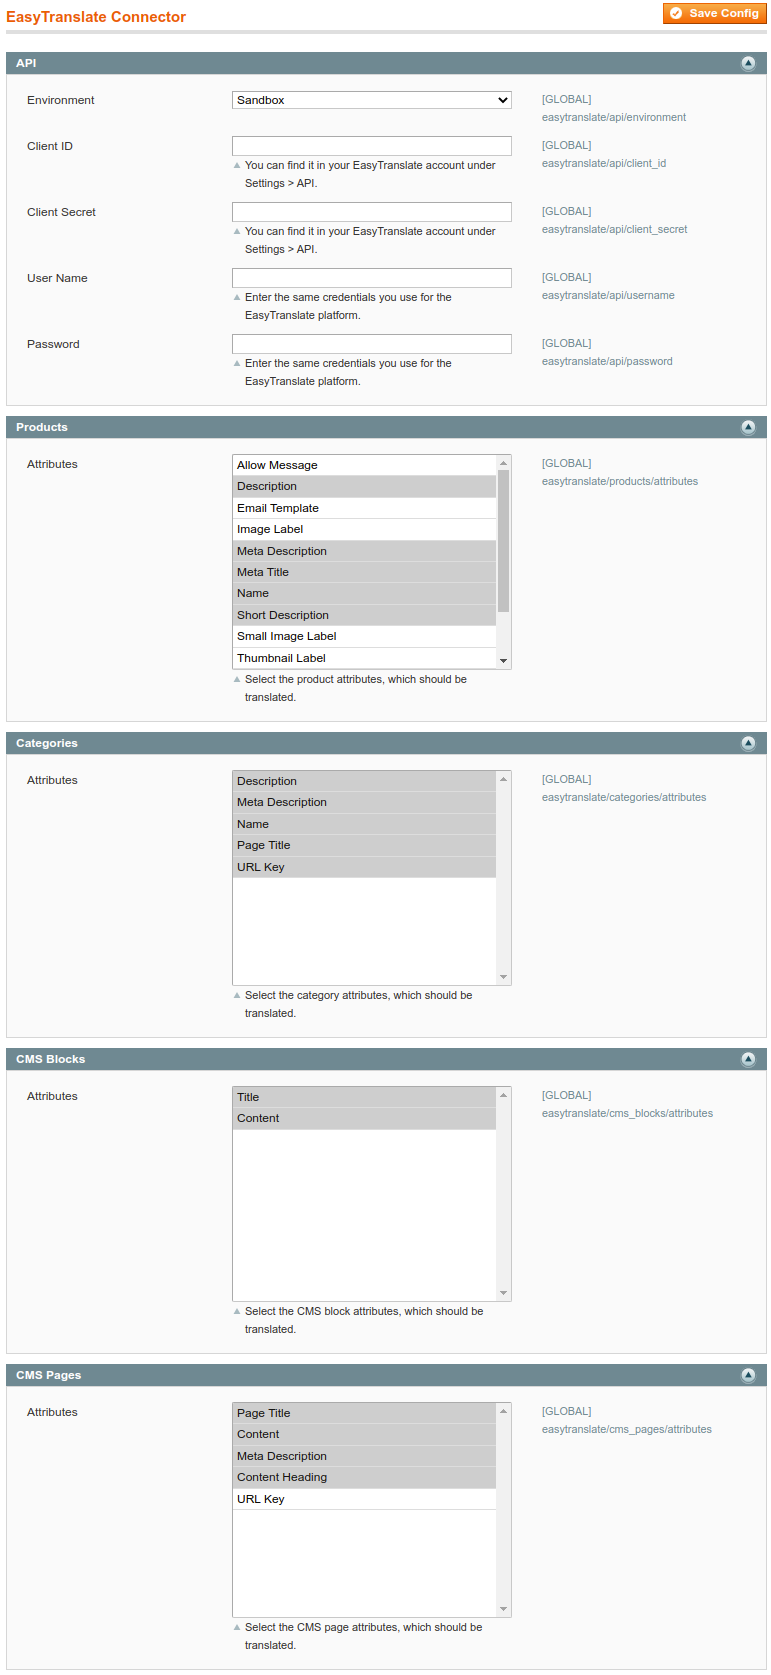 EasyTranslate Connector
Save Config
API
Environment
Sandbox
[GLOBAL]
easytranslate/api/environment
Client ID
[GLOBAL]
easytranslate/api/client_id
You can find it in your EasyTranslate account under
Settings > API.
Client Secret
[GLOBAL]
easytranslate/api/client_secret
You can find it in your EasyTranslate account under
Settings > API.
User Name
[GLOBAL]
easytranslate/api/username
Enter the same credentials you use for the
EasyTranslate platform.
Password
[GLOBAL]
easytranslate/api/password
Enter the same credentials you use for the
EasyTranslate platform.
Products
Attributes
Allow Message
Description
Email Template
Image Label
Meta Description
Meta Title
Name
Short Description
Small Image Label
Thumbnail Label
[GLOBAL]
easytranslate/products/attributes
Select the product attributes, which should be
translated.
Categories
Attributes
Description
Meta Description
Name
Page Title
URL Key
[GLOBAL]
easytranslate/categories/attributes
Select the category attributes, which should be
translated.
CMS Blocks
Attributes
Title
Content
[GLOBAL]
easytranslate/cms_blocks/attributes
Select the CMS block attributes, which should be
translated.
CMS Pages
Attributes
Page Title
Content
Meta Description
Content Heading
URL Key
[GLOBAL]
easytranslate/cms_pages/attributes
Select the CMS page attributes, which should be
translated.